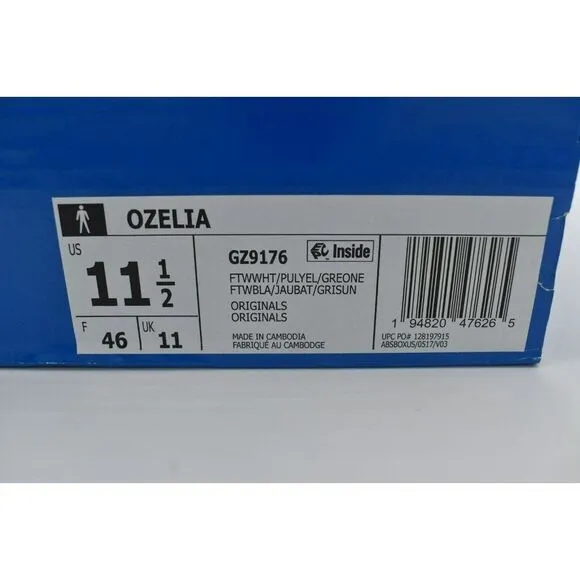 OZELIA
US
11 1/2
F
46
UK
11
GZ9176
Inside
FTWWHT/PULYEL/GREONE
FTWBLA/JAUBAT/GRISUN
ORIGINALS
ORIGINALS
MADE IN CAMBODIA
FABRIQUÉ AU CAMBODGE
1 94820 47626 5
UPC PO# 128197915
ABSBOXUS/0517/V03